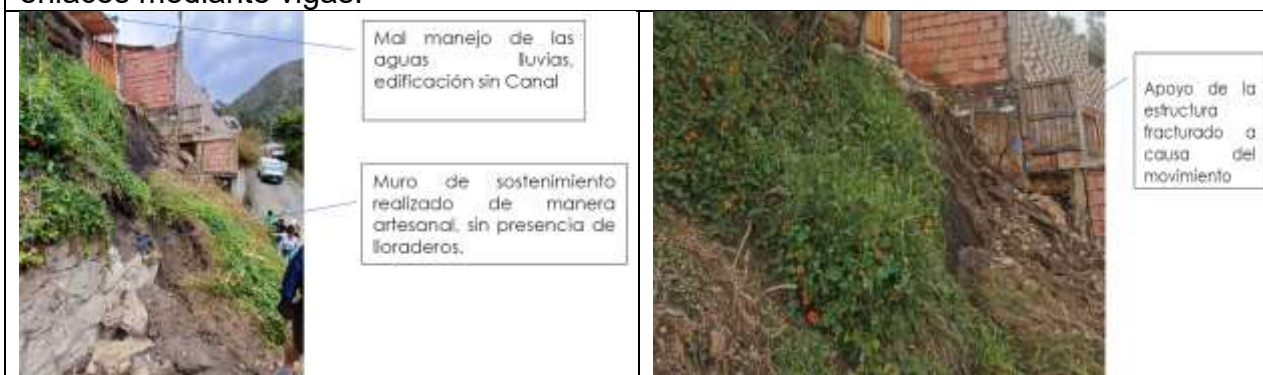 enlaces mediante vigas.
Mal manejo de las
aguas lluvias,
edificación sin Canal
Muro de sostenimiento
realizado de manera
artesanal, sin presencia de
lloraderos.
Apoyo de la
estructura
fracturado a
causa del
movimiento